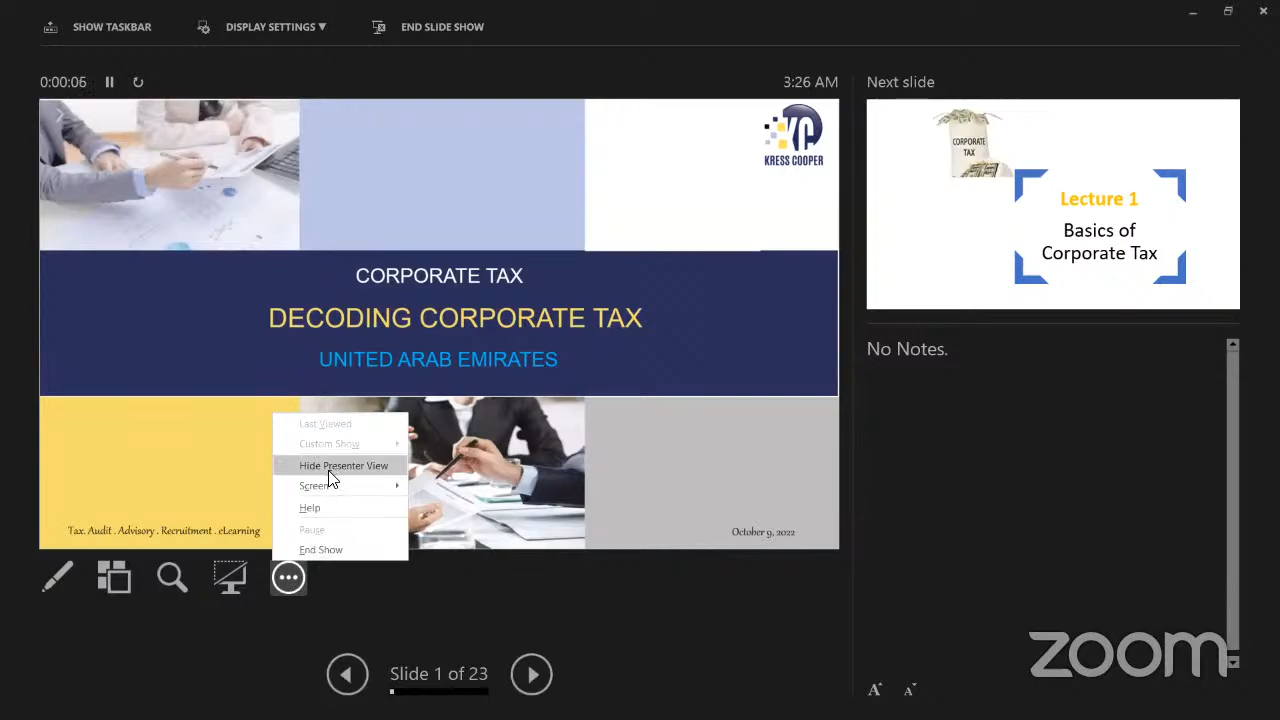 SHOW TASKBAR
DISPLAY SETTINGS ▼
END SLIDE SHOW
0:00:06
3:26 AM
Next slide
KRESS COOPER
CORPORATE TAX
DECODING CORPORATE TAX
UNITED ARAB EMIRATES
Tax. Audit . Advisory . Recruitment . eLearning
October 9, 2022
CORPORATE
TAX
Lecture 1
Basics of
Corporate Tax
No Notes.
Last Viewed
Custom Show
Hide Presenter View
Screen
Help
Pause
End Show
Slide 1 of 23
A A
zoom